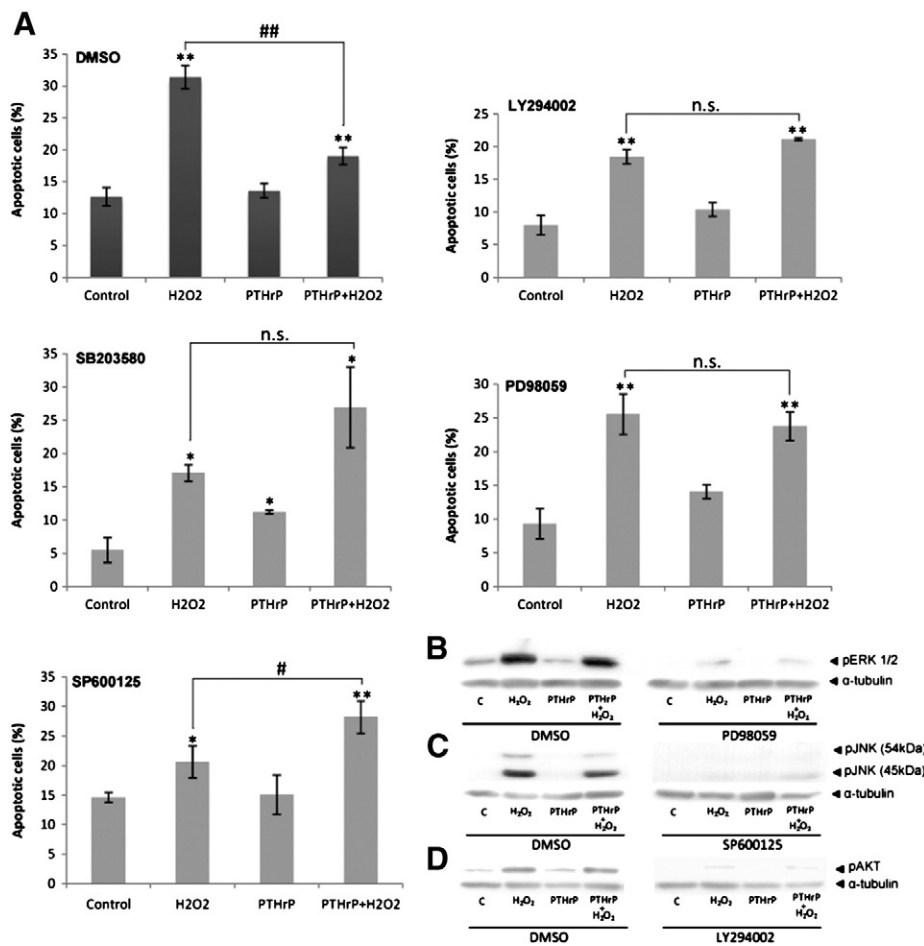 A
DMSO
##
**
**
Apoptotic cells (%)
35
30
25
20
15
10
5
0
Control H2O2 PTHrP PTHrP+H2O2
LY294002
n.s.
**
**
Apoptotic cells (%)
25
20
15
10
5
0
Control H2O2 PTHrP PTHrP+H2O2
SB203580
n.s.
*
*
*
Apoptotic cells (%)
35
30
25
20
15
10
5
0
Control H2O2 PTHrP PTHrP+H2O2
PD98059
n.s.
**
**
Apoptotic cells (%)
30
25
20
15
10
5
0
Control H2O2 PTHrP PTHrP+H2O2
SP600125
#
*
**
Apoptotic cells (%)
35
30
25
20
15
10
5
0
Control H2O2 PTHrP PTHrP+H2O2
B
pERK 1/2
α-tubulin
C H₂O₂ PTHrP PTHrP + H₂O₂ C H₂O₂ PTHrP PTHrP + H₂O₂
DMSO PD98059
C
pJNK (54kDa)
pJNK (45kDa)
α-tubulin
C H₂O₂ PTHrP PTHrP + H₂O₂ C H₂O₂ PTHrP PTHrP + H₂O₂
DMSO SP600125
D
pAKT
α-tubulin
C H₂O₂ PTHrP PTHrP + H₂O₂ C H₂O₂ PTHrP PTHrP + H₂O₂
DMSO LY294002